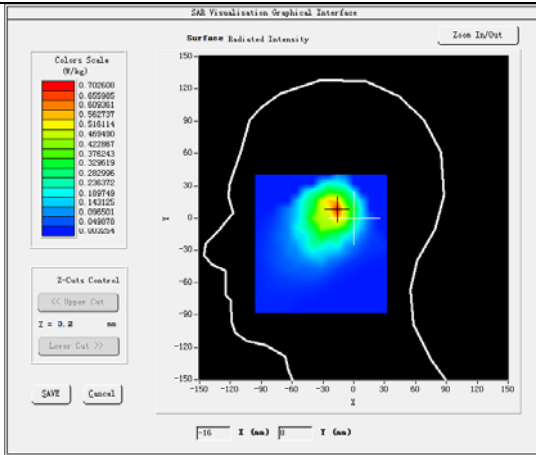 SAR Visualisation Graphical Interface
Surface Radiated Intensity
Zoom In/Out
Colors Scale
(W/kg)
0.702608
0.655985
0.609361
0.562737
0.516114
0.469490
0.422867
0.376243
0.329619
0.282996
0.236372
0.189749
0.143125
0.096501
0.049878
0.003254
150
120
90
60
30
0
-30
-60
-90
-120
-150
Y
-150 -120 -90 -60 -30 0 30 60 90 120 150
X
Z-Cuts Control
<< Upper Cut
Z = 3.2 mm
Lower Cut >>
SAVE Cancel
-16 X (mm) 8 Y (mm)